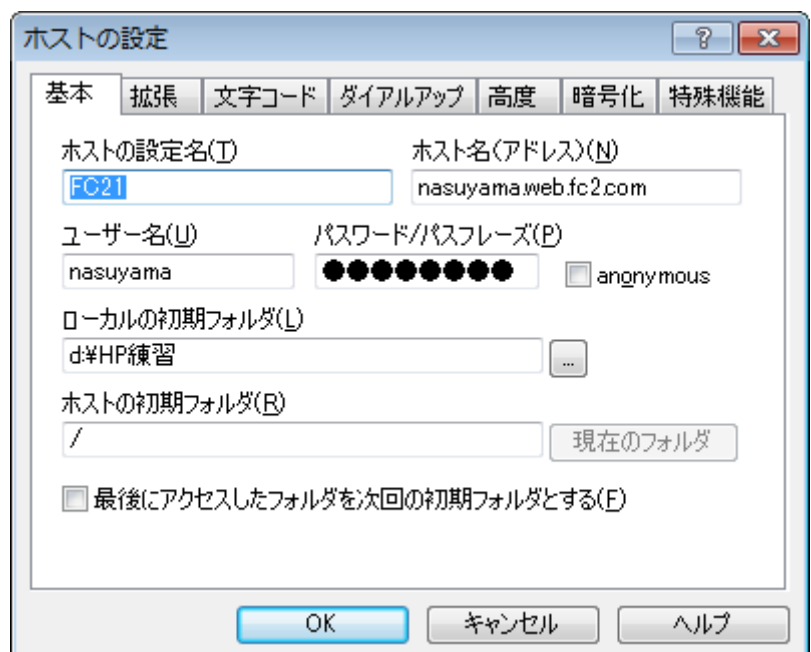 ホストの設定
基本 拡張 文字コード ダイアルアップ 高度 暗号化 特殊機能
ホストの設定名(T) ホスト名(アドレス)(N)
FC21 nasuyama.web.fc2.com
ユーザー名(U) パスワード/パスフレーズ(P)
nasuyama ●●●●●●●● anonymous
ローカルの初期フォルダ(L)
d:¥HP練習 ...
ホストの初期フォルダ(R)
/ 現在のフォルダ
最後にアクセスしたフォルダを次回の初期フォルダとする(F)
OK キャンセル ヘルプ